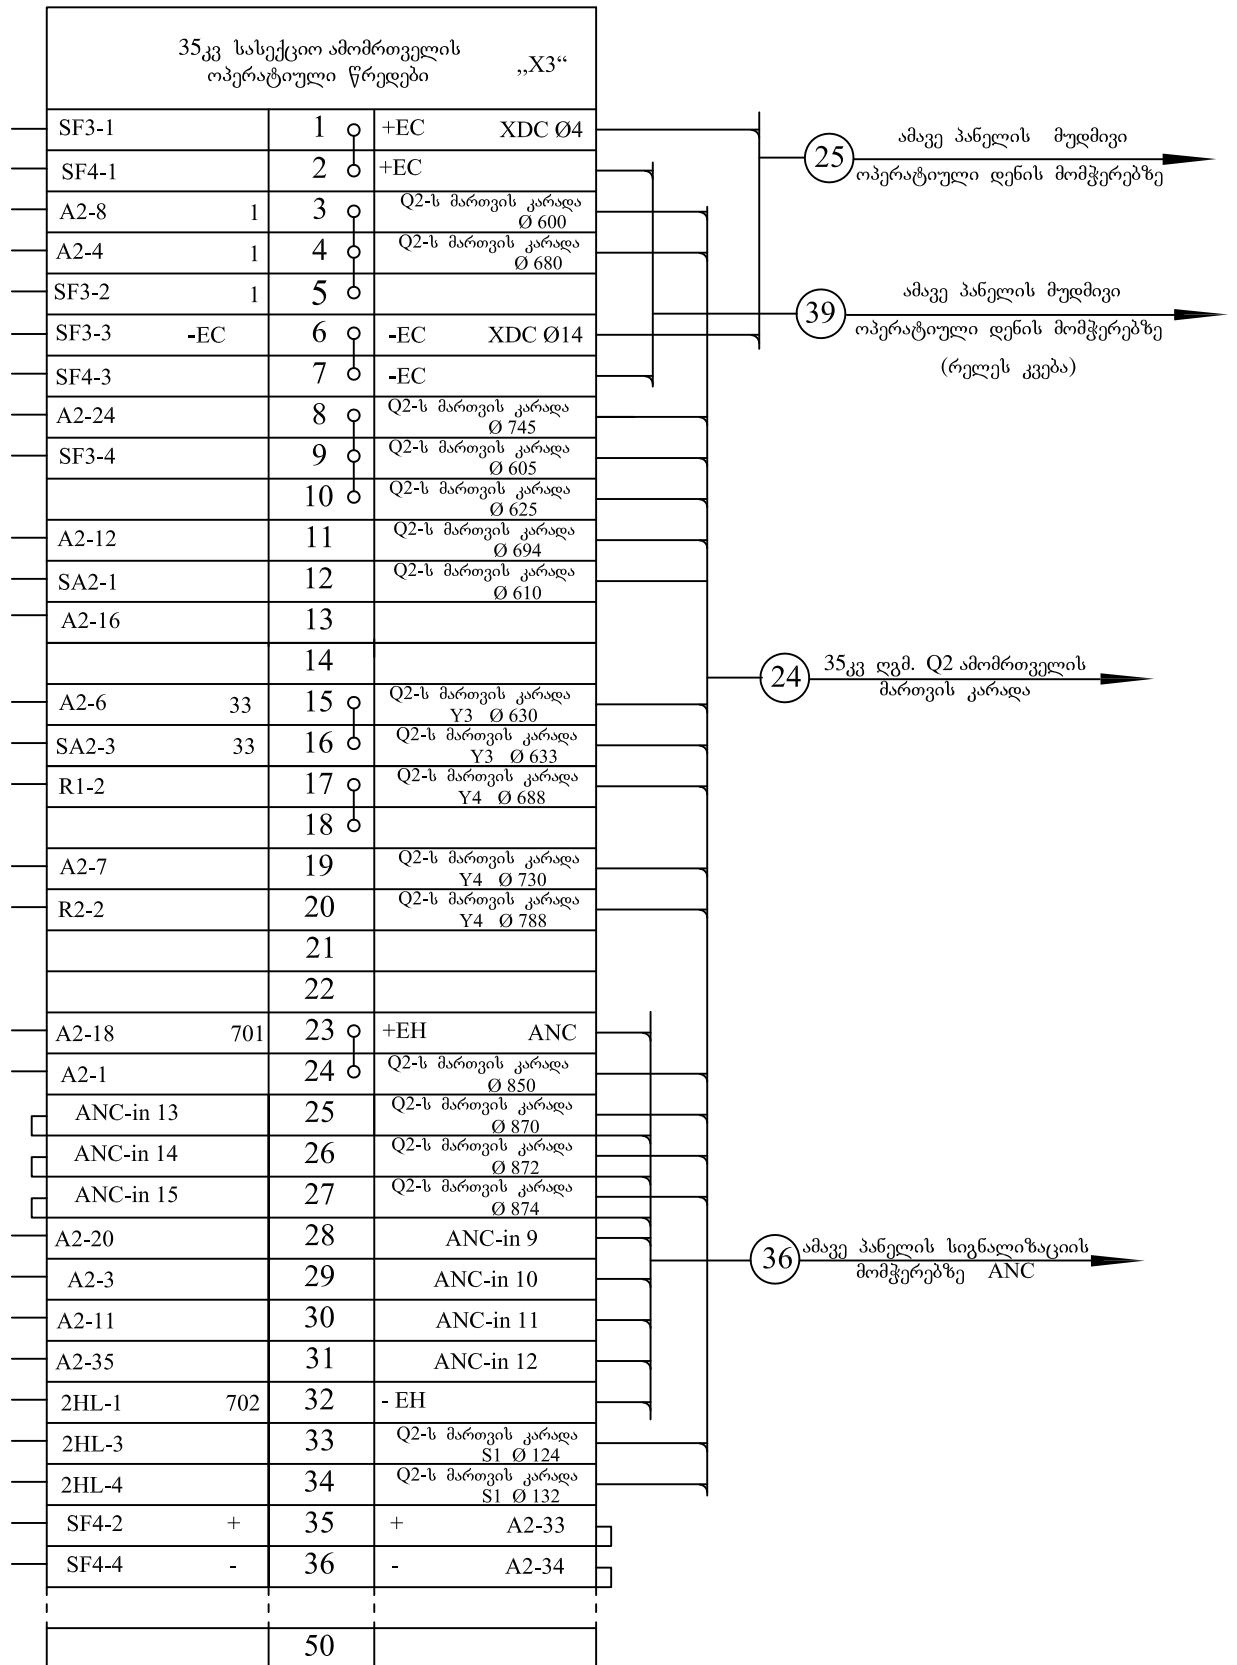 35კვ სასექციო ამომრთველის
ოპერატიული წრედები „X3“
SF3-1 1 +EC XDC Ø4
SF4-1 2 +EC
A2-8 1 3 Q2-ს მართვის კარადა
Ø 600
A2-4 1 4 Q2-ს მართვის კარადა
Ø 680
SF3-2 1 5
SF3-3 -EC 6 -EC XDC Ø14
SF4-3 7 -EC
A2-24 8 Q2-ს მართვის კარადა
Ø 745
SF3-4 9 Q2-ს მართვის კარადა
Ø 605
10 Q2-ს მართვის კარადა
Ø 625
A2-12 11 Q2-ს მართვის კარადა
Ø 694
SA2-1 12 Q2-ს მართვის კარადა
Ø 610
A2-16 13
14
A2-6 33 15 Q2-ს მართვის კარადა
Y3 Ø 630
SA2-3 33 16 Q2-ს მართვის კარადა
Y3 Ø 633
R1-2 17 Q2-ს მართვის კარადა
Y4 Ø 688
18
A2-7 19 Q2-ს მართვის კარადა
Y4 Ø 730
R2-2 20 Q2-ს მართვის კარადა
Y4 Ø 788
21
22
A2-18 701 23 +EH ANC
A2-1 24 Q2-ს მართვის კარადა
Ø 850
ANC-in 13 25 Q2-ს მართვის კარადა
Ø 870
ANC-in 14 26 Q2-ს მართვის კარადა
Ø 872
ANC-in 15 27 Q2-ს მართვის კარადა
Ø 874
A2-20 28 ANC-in 9
A2-3 29 ANC-in 10
A2-11 30 ANC-in 11
A2-35 31 ANC-in 12
2HL-1 702 32 - EH
2HL-3 33 Q2-ს მართვის კარადა
S1 Ø 124
2HL-4 34 Q2-ს მართვის კარადა
S1 Ø 132
SF4-2 + 35 + A2-33
SF4-4 - 36 - A2-34
50
25 ამავე პანელის მუდმივი
ოპერატიული დენის მომჭერებზე
39 ამავე პანელის მუდმივი
ოპერატიული დენის მომჭერებზე
(რელეს კვება)
24 35კვ ღგმ. Q2 ამომრთველის
მართვის კარადა
36 ამავე პანელის სიგნალიზაციის
მომჭერებზე ANC